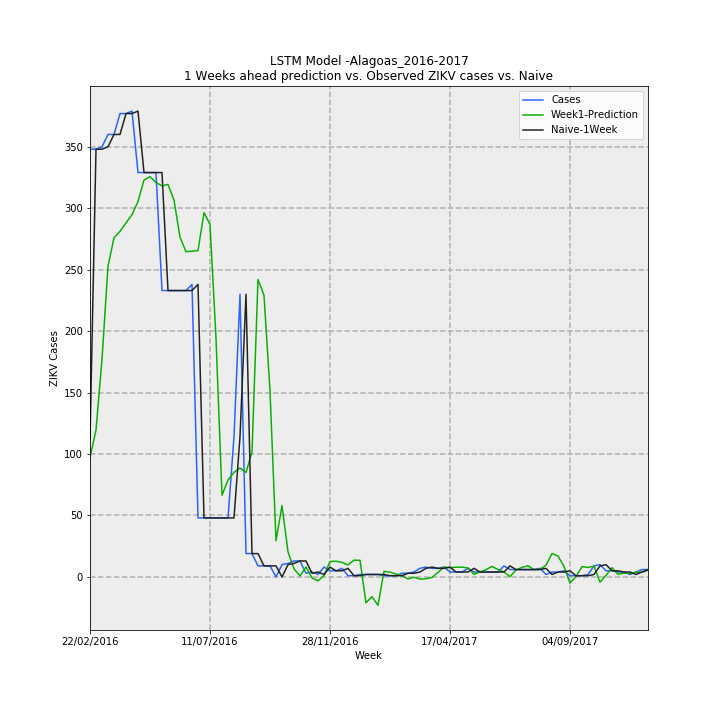 LSTM Model -Alagoas_2016-2017
1 Weeks ahead prediction vs. Observed ZIKV cases vs. Naive
Cases
Week1-Prediction
Naive-1Week
350
300
250
200
150
100
50
0
ZIKV Cases
22/02/2016
11/07/2016
28/11/2016
17/04/2017
04/09/2017
Week